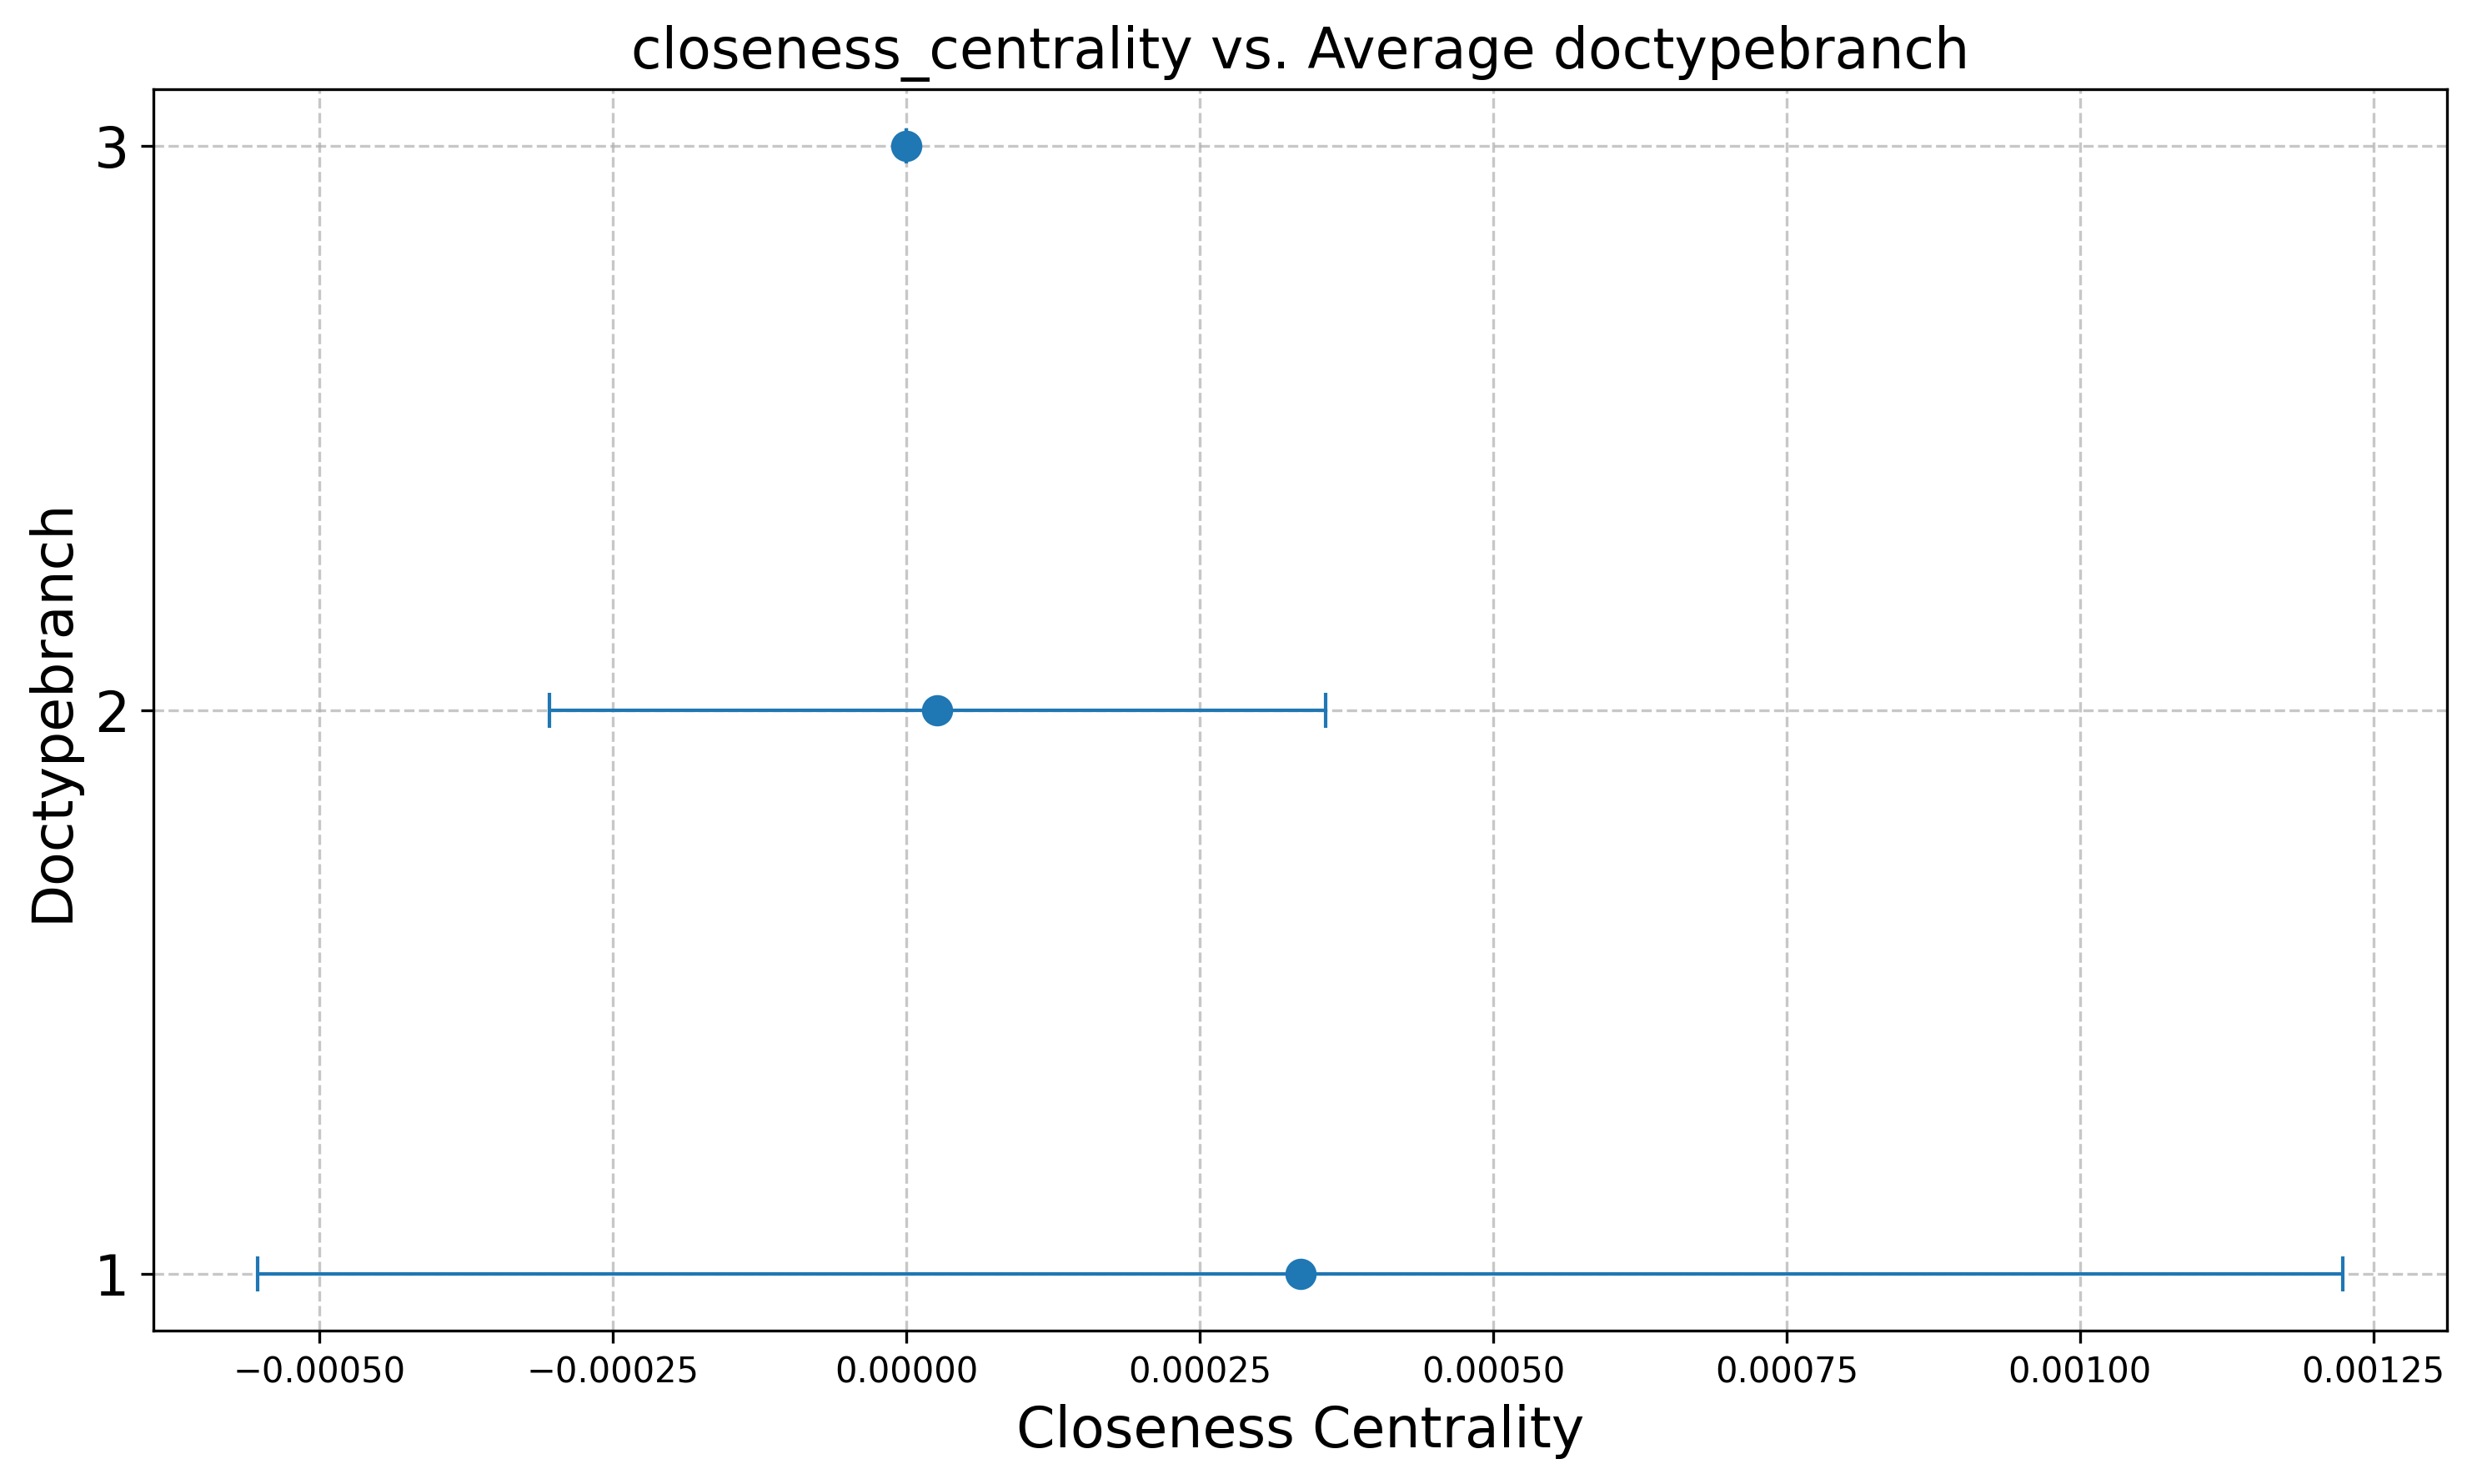 closeness_centrality vs. Average doctypebranch
Doctypebranch
3
2
1
−0.00050 −0.00025 0.00000 0.00025 0.00050 0.00075 0.00100 0.00125
Closeness Centrality